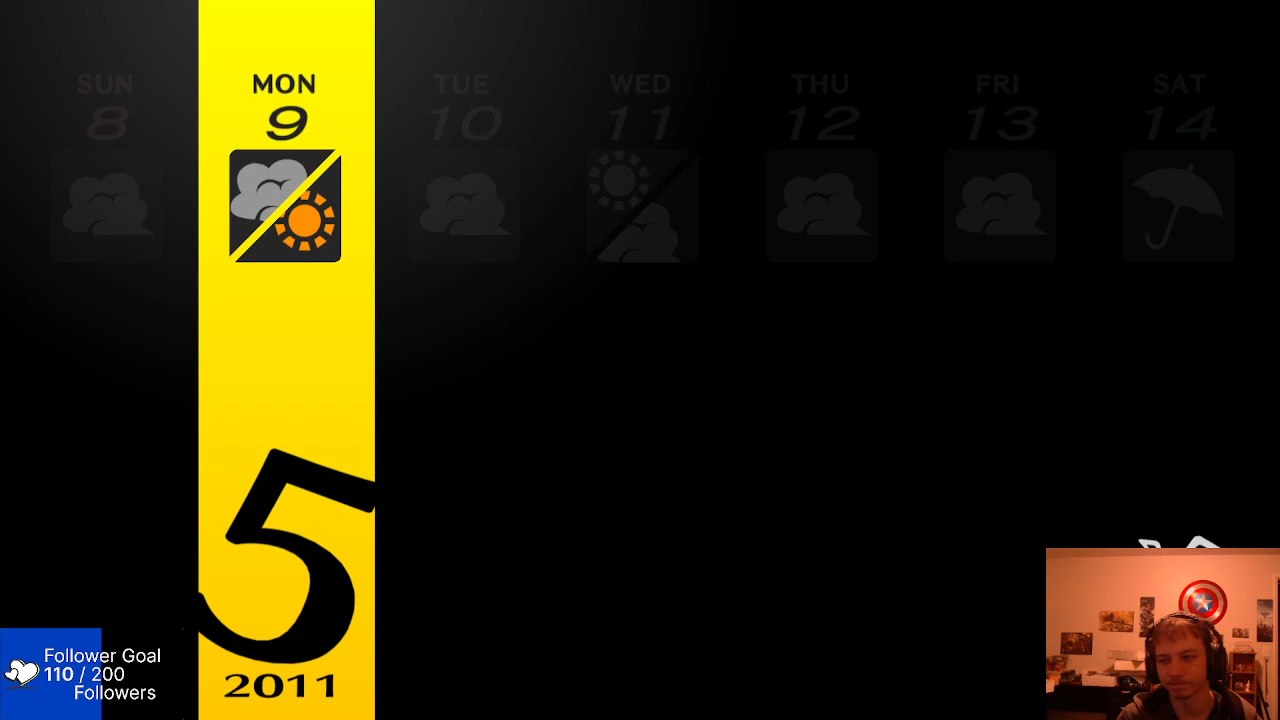 SUN MON TUE WED THU FRI SAT
8 9 10 11 12 13 14
5
2011
Follower Goal
110 / 200
Followers